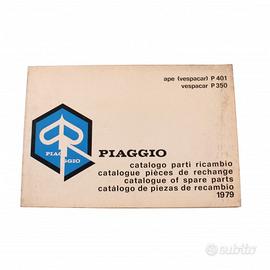 ape (vespacar) P 401
vespacar P 350
PIAGGIO
PIAGGIO
catalogo parti ricambio
catalogue pièces de rechange
catalogue of spare parts
catálogo de piezas de recambio
1979
subito